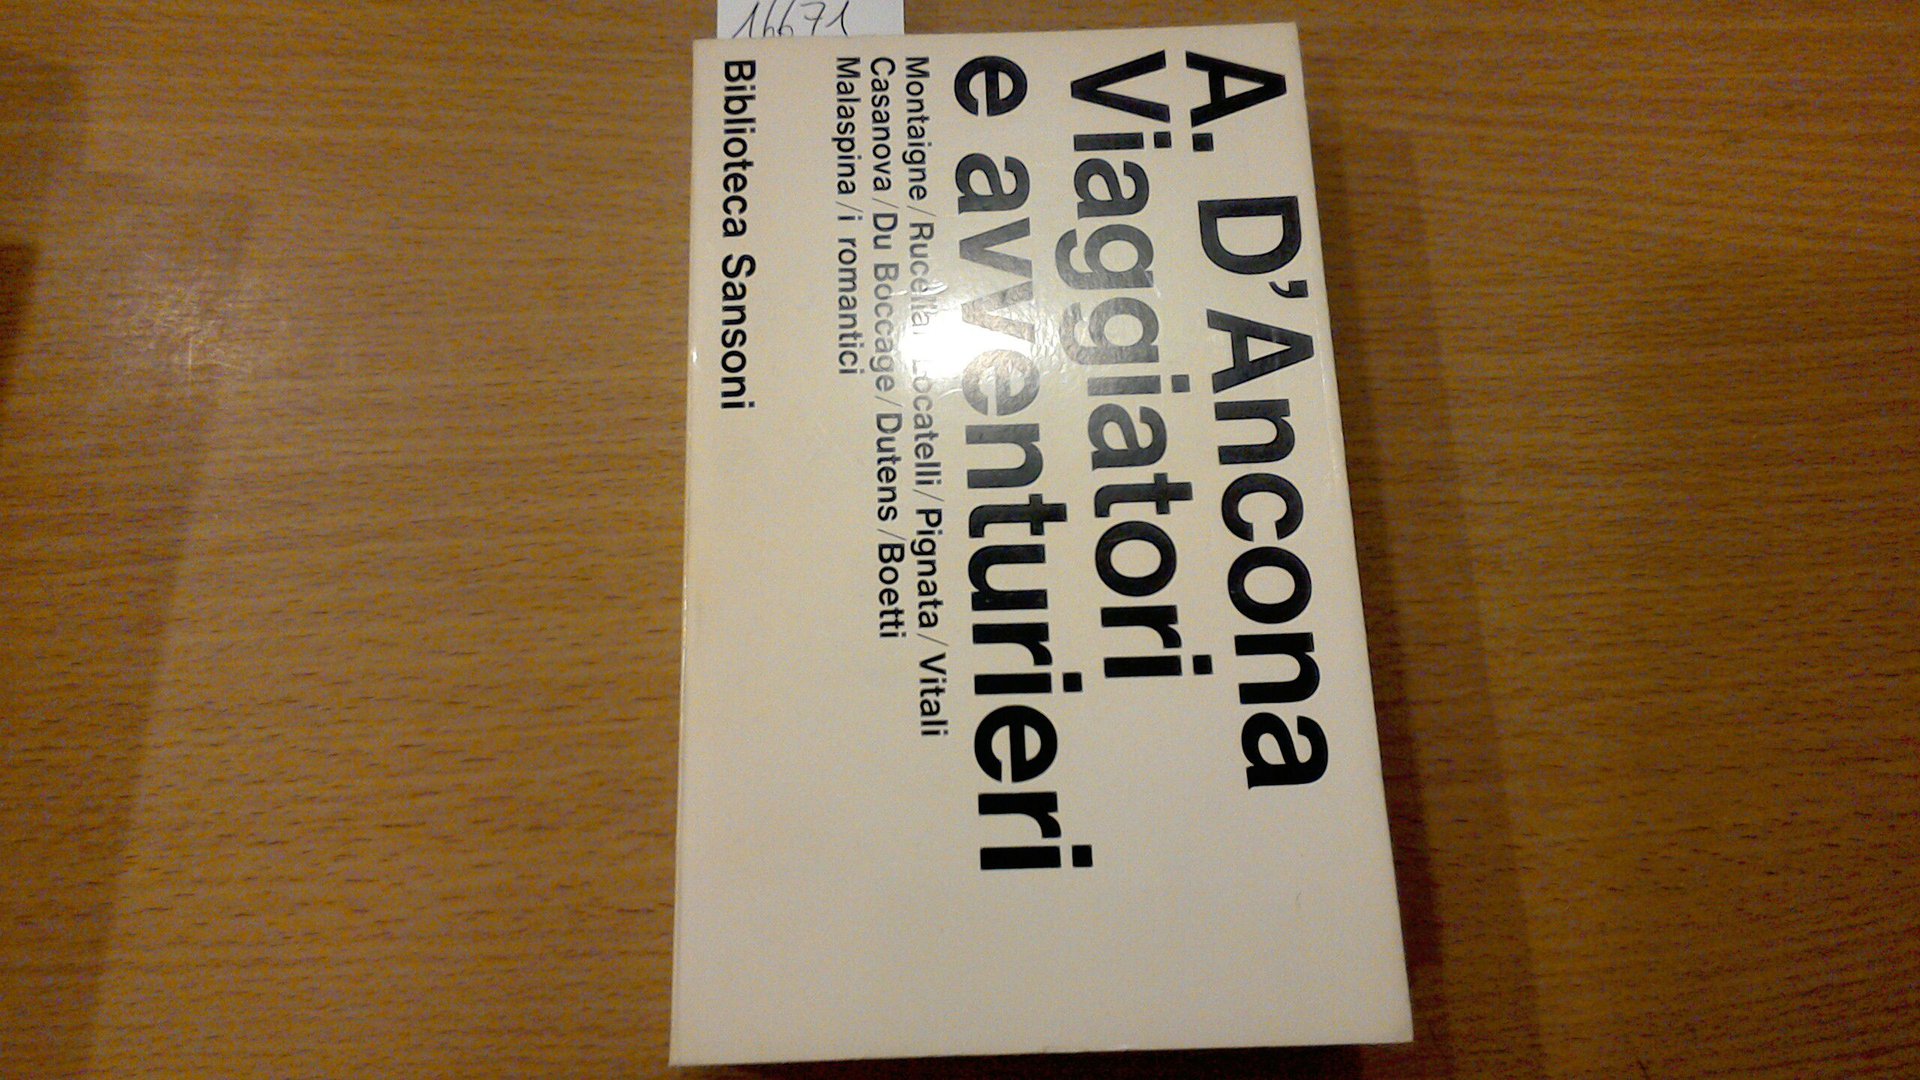 16671
A. D'Ancona
Viaggiatori
e avventurieri
Montaigne/Rucellai/Locatelli/Pignata/Vitali
Casanova/Du Boccage/Dutens/Boetti
Malaspina/i romantici
Biblioteca Sansoni